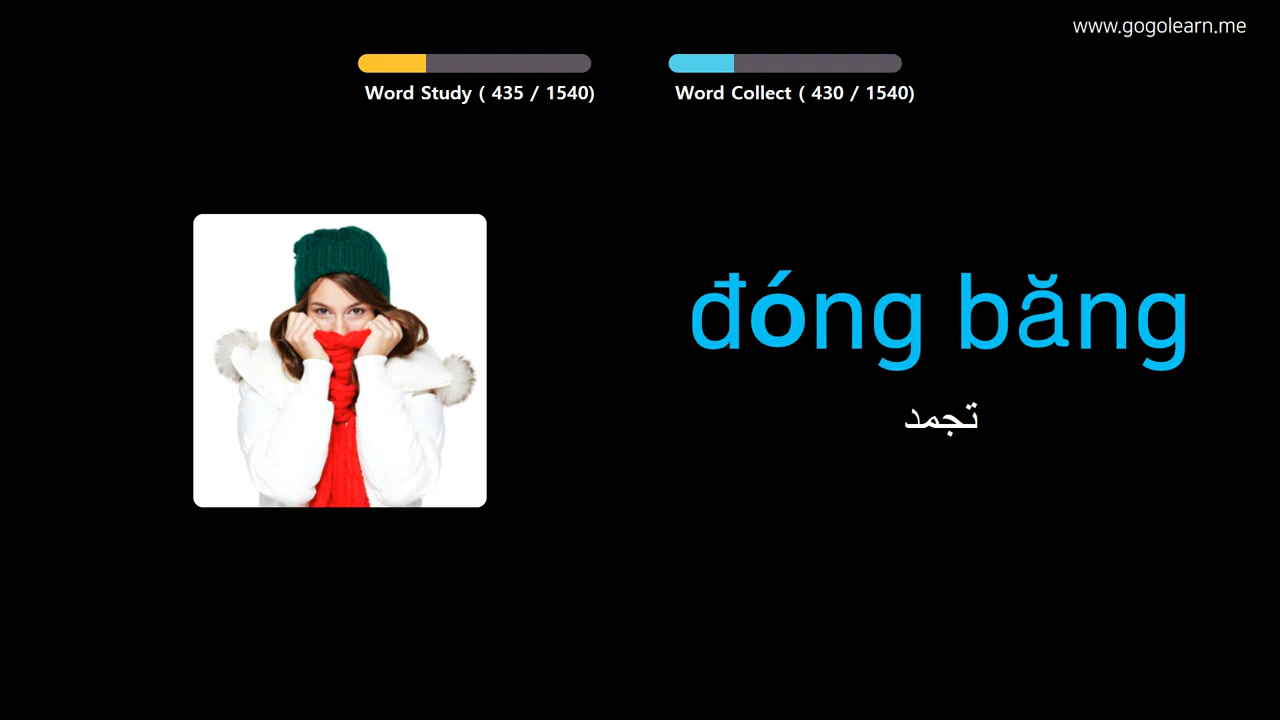 www.gogolearn.me
Word Study ( 435 / 1540)
Word Collect ( 430 / 1540)
đóng băng
تجمد